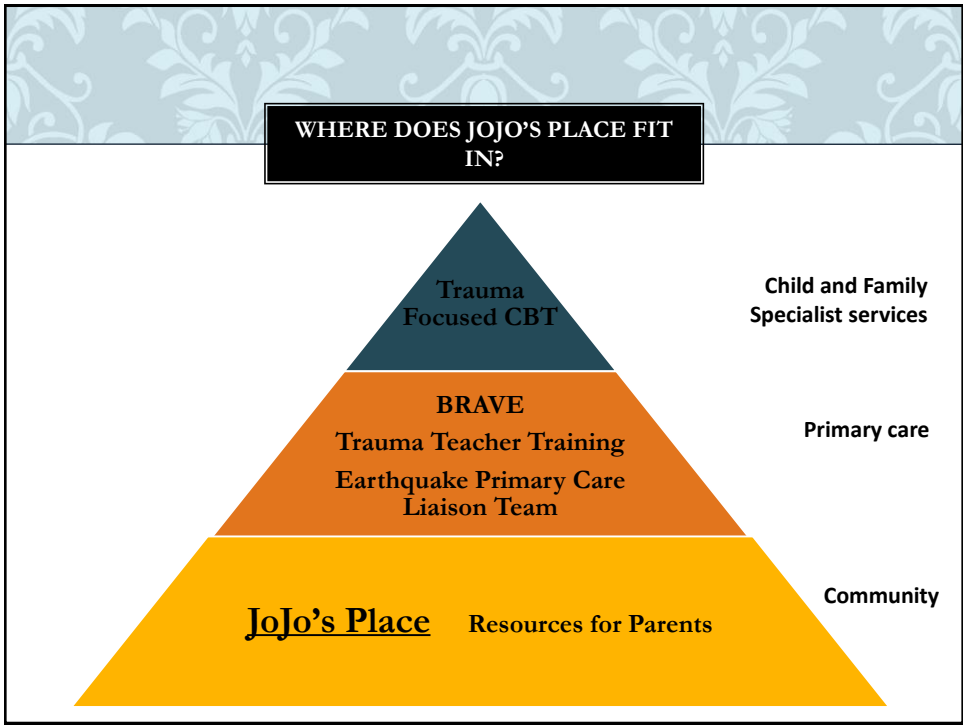 WHERE DOES JOJO’S PLACE FIT
IN?
Trauma
Focused CBT
Child and Family
Specialist services
BRAVE
Trauma Teacher Training
Earthquake Primary Care
Liaison Team
Primary care
JoJo’s Place Resources for Parents
Community